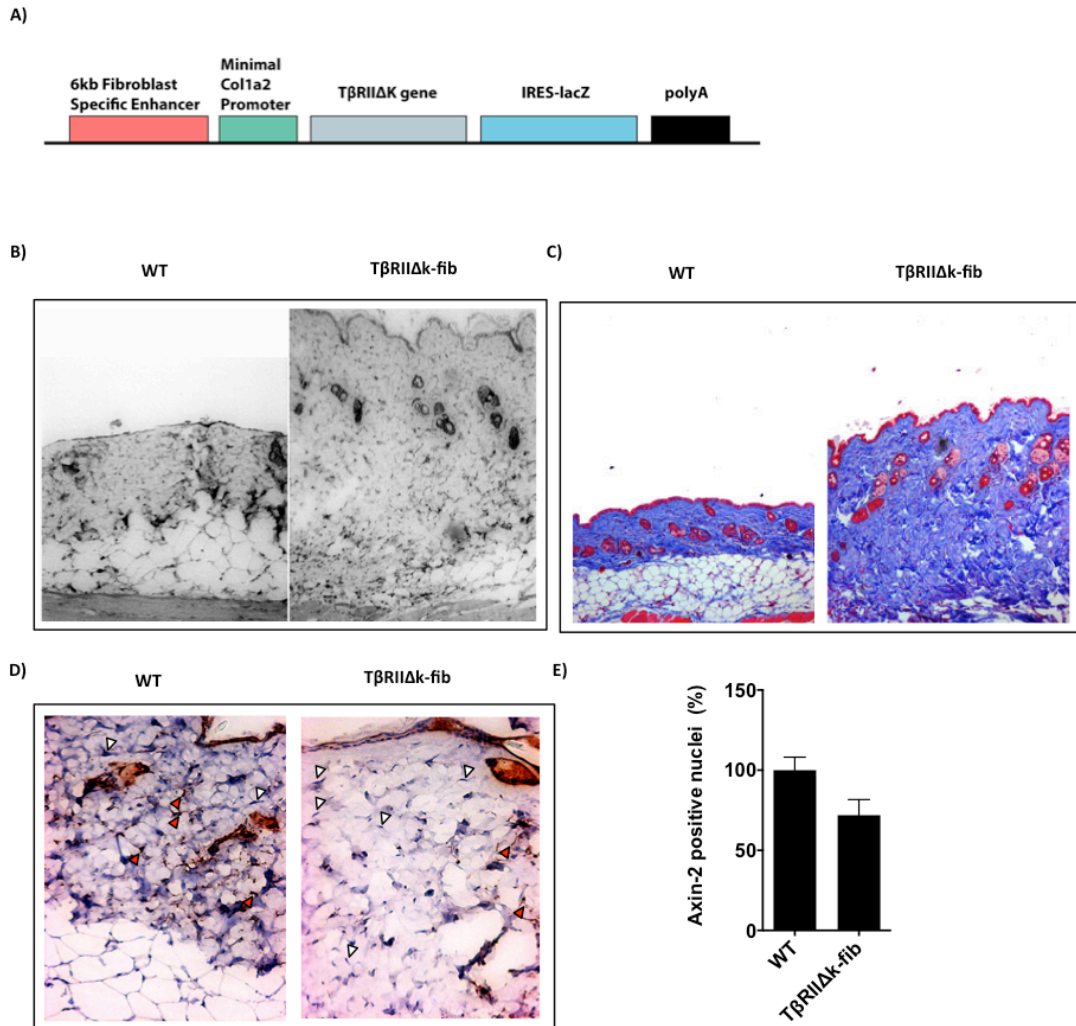 A)
6kb Fibroblast
Specific Enhancer
Minimal
Col1a2
Promoter
TβRIIΔK gene
IRES-lacZ
polyA
B)
WT
TβRIIΔk-fib
C)
WT
TβRIIΔk-fib
D)
WT
TβRIIΔk-fib
E)
Axin-2 positive nuclei (%)
150
100
50
0
WT
TβRIIΔk-fib